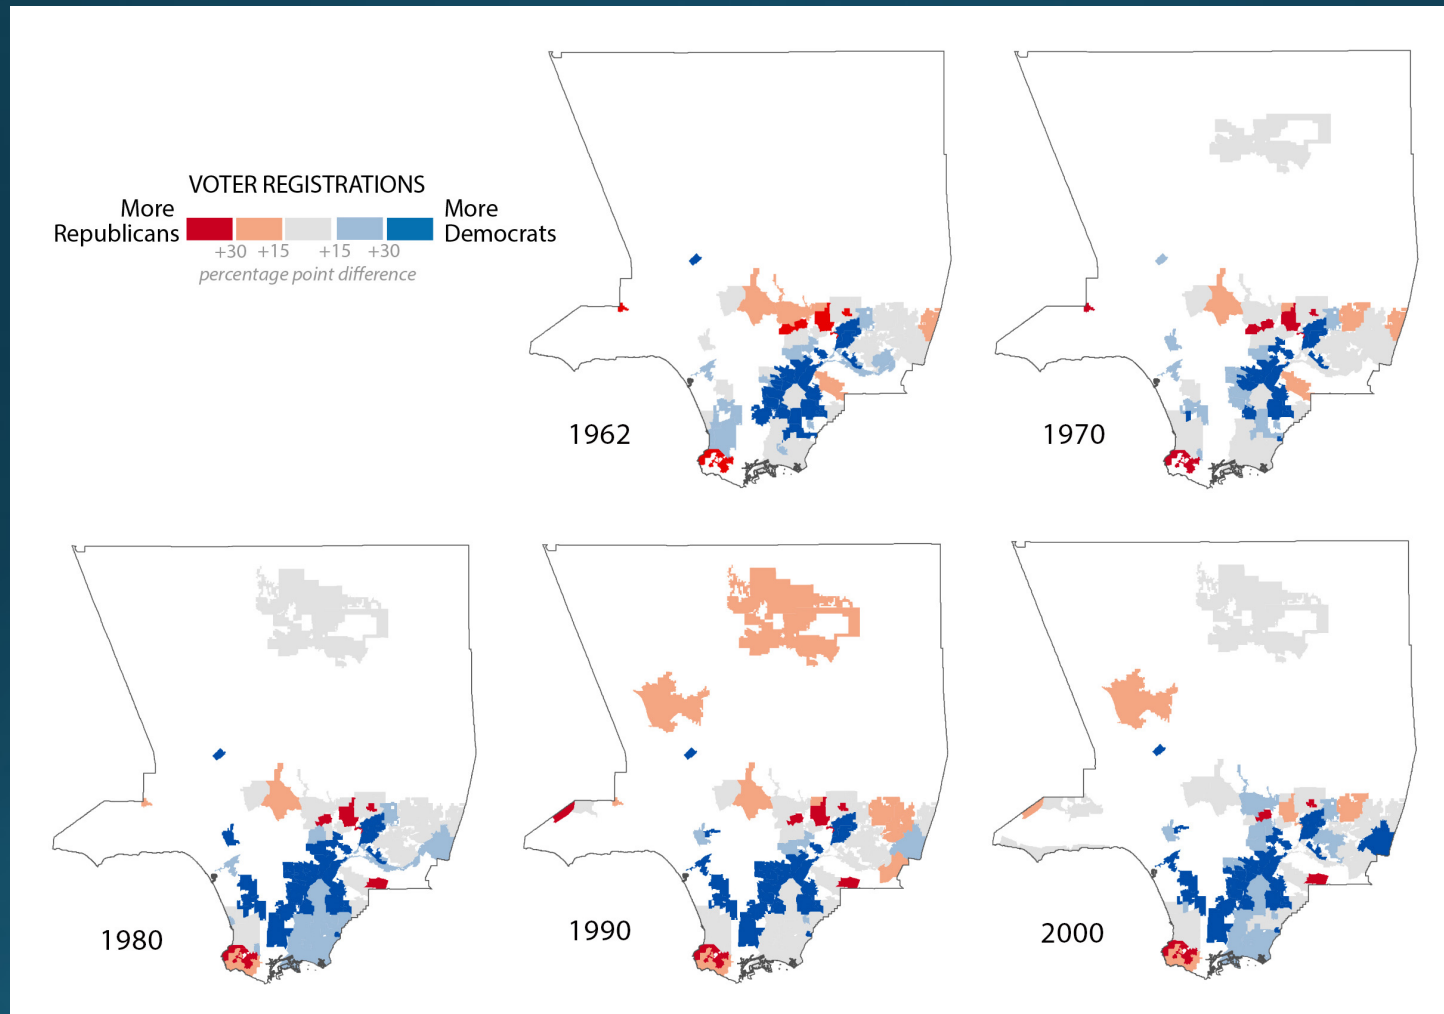 VOTER REGISTRATIONS
More
Republicans
More
Democrats
+30 +15 +15 +30
percentage point difference
1962
1970
1980
1990
2000